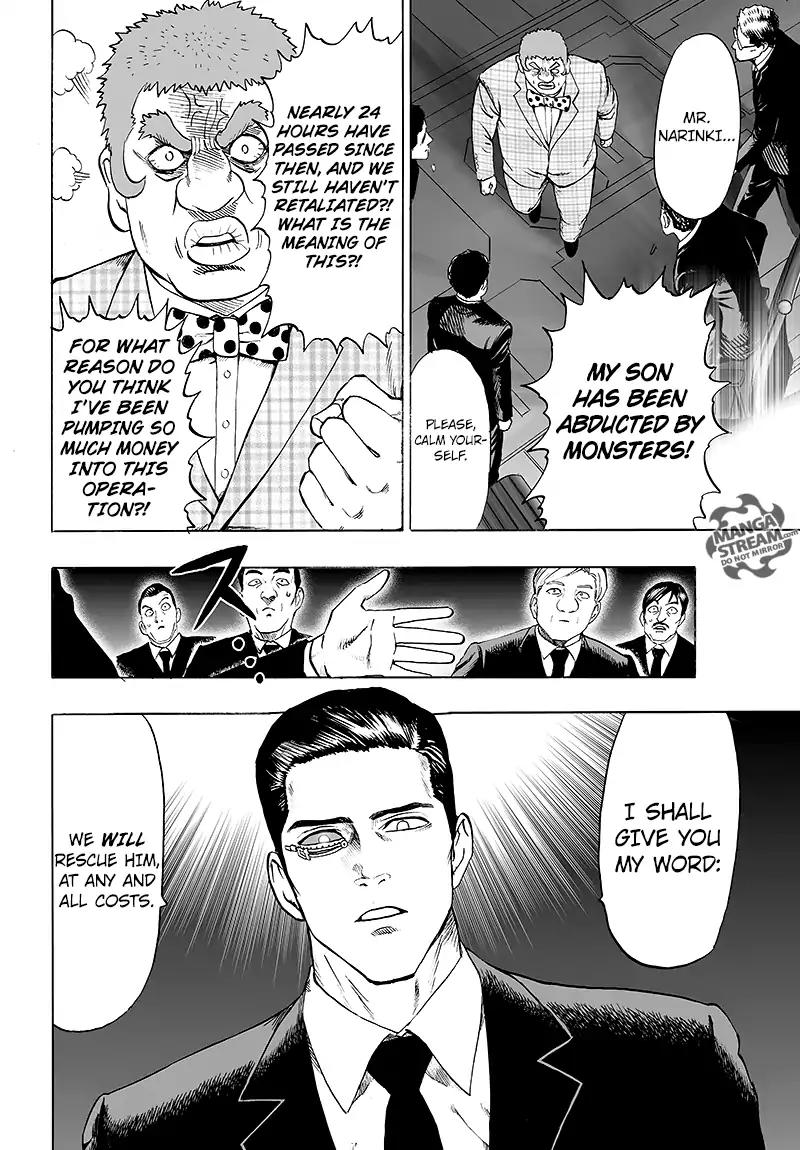 MR.
NARINKI...
MY SON
HAS BEEN
ABDUCTED BY
MONSTERS!
PLEASE,
CALM YOUR-
SELF.
NEARLY 24
HOURS HAVE
PASSED SINCE
THEN, AND WE
STILL HAVEN'T
RETALIATED?!
WHAT IS THE
MEANING OF
THIS?!
FOR WHAT
REASON DO
YOU THINK
I'VE BEEN
PUMPING SO
MUCH MONEY
INTO THIS
OPERA-
TION?!
MANGA
STREAM.com
DO NOT MIRROR
ス
I SHALL
GIVE YOU
MY WORD:
WE WILL
RESCUE HIM,
AT ANY AND
ALL COSTS.